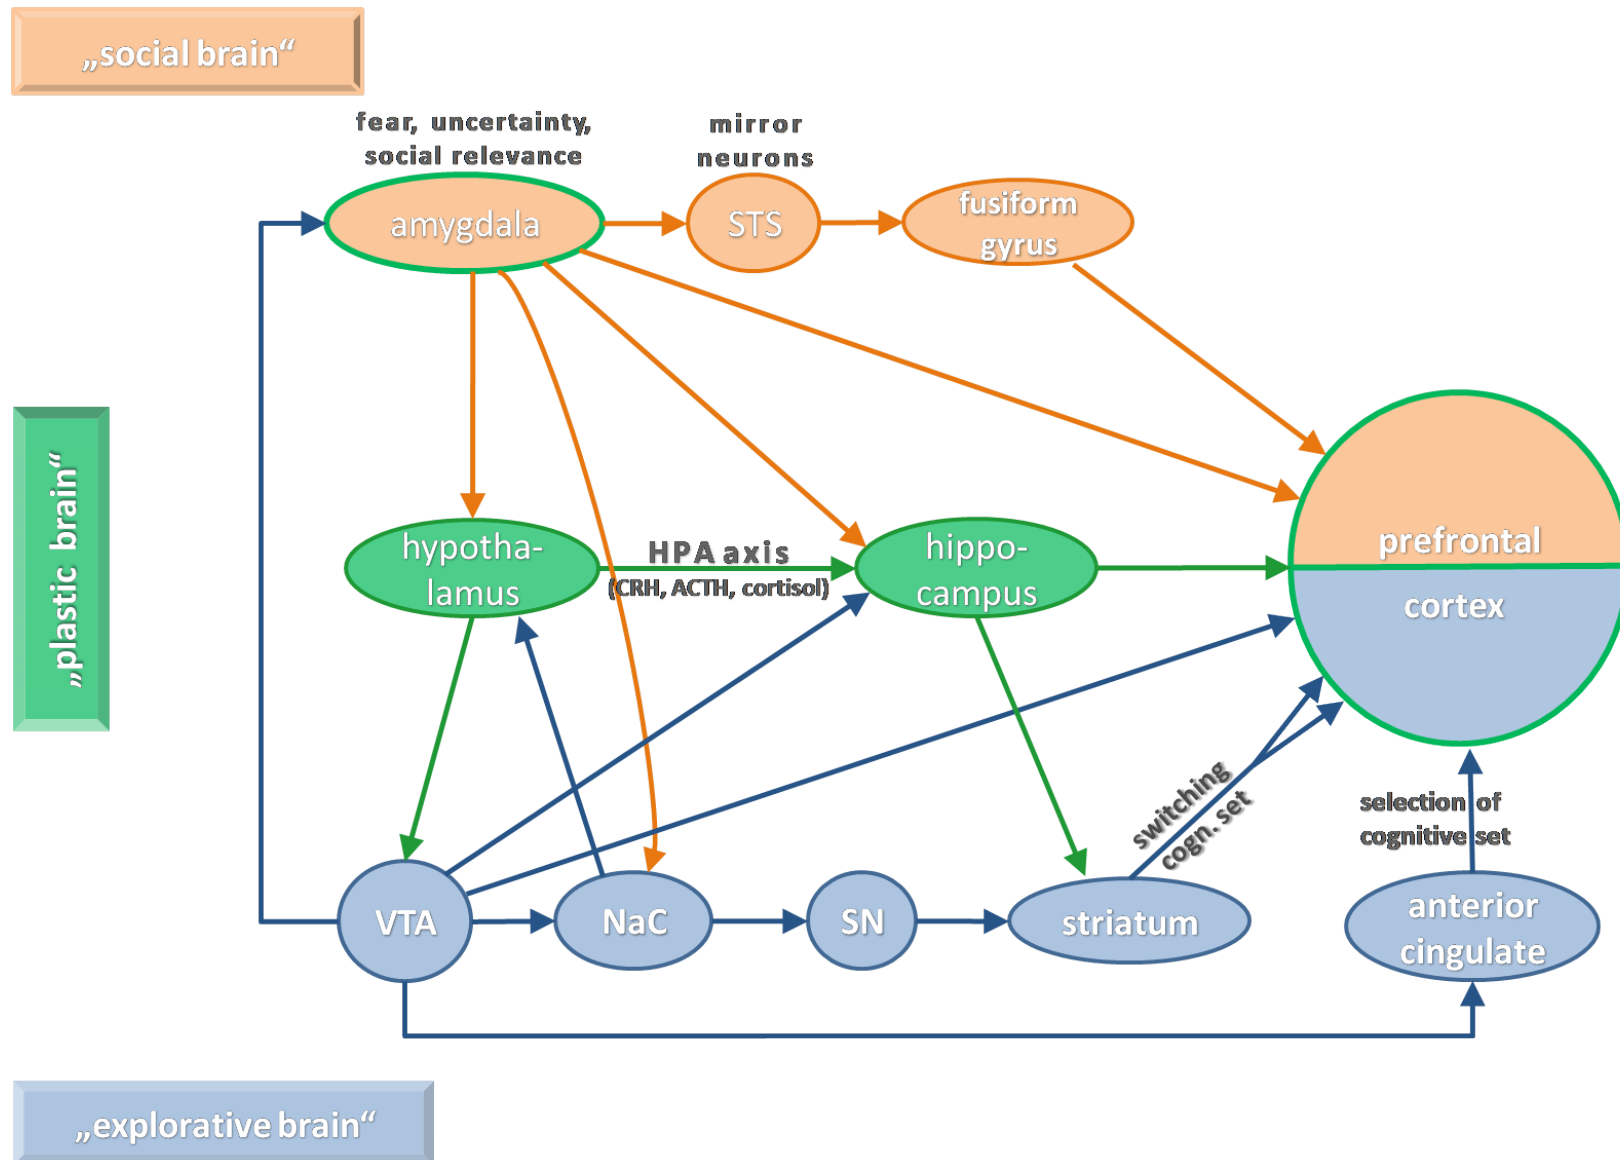 „social brain“
fear, uncertainty,
social relevance
mirror
neurons
amygdala
STS
fusiform
gyrus
„plastic brain“
hypotha-
lamus
HPA axis
(CRH, ACTH, cortisol)
hippo-
campus
prefrontal
cortex
switching
cogn. set
selection of
cognitive set
VTA
NaC
SN
striatum
anterior
cingulate
„explorative brain“